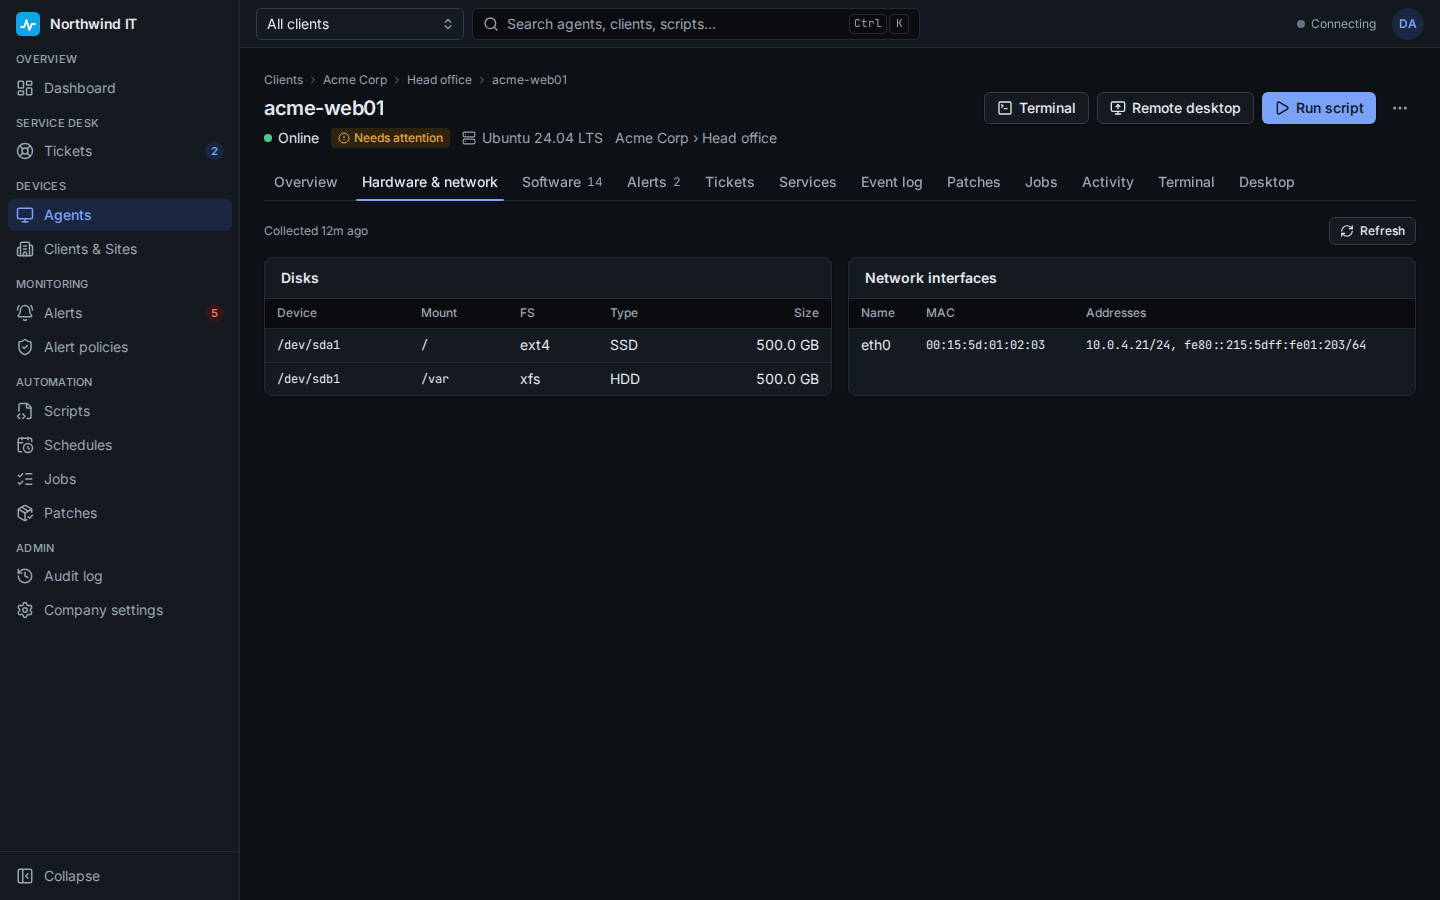 Northwind IT
All clients
Search agents, clients, scripts...
Ctrl K
Connecting
DA
OVERVIEW
Dashboard
SERVICE DESK
Tickets 2
DEVICES
Agents
Clients & Sites
MONITORING
Alerts 5
Alert policies
AUTOMATION
Scripts
Schedules
Jobs
Patches
ADMIN
Audit log
Company settings
Collapse
Clients > Acme Corp > Head office > acme-web01
acme-web01
Terminal
Remote desktop
Run script
Online Needs attention Ubuntu 24.04 LTS Acme Corp › Head office
Overview Hardware & network Software 14 Alerts 2 Tickets Services Event log Patches Jobs Activity Terminal Desktop
Collected 12m ago
Refresh
Disks
Device Mount FS Type Size
/dev/sda1 / ext4 SSD 500.0 GB
/dev/sdb1 /var xfs HDD 500.0 GB
Network interfaces
Name MAC Addresses
eth0 00:15:5d:01:02:03 10.0.4.21/24, fe80::215:5dff:fe01:203/64